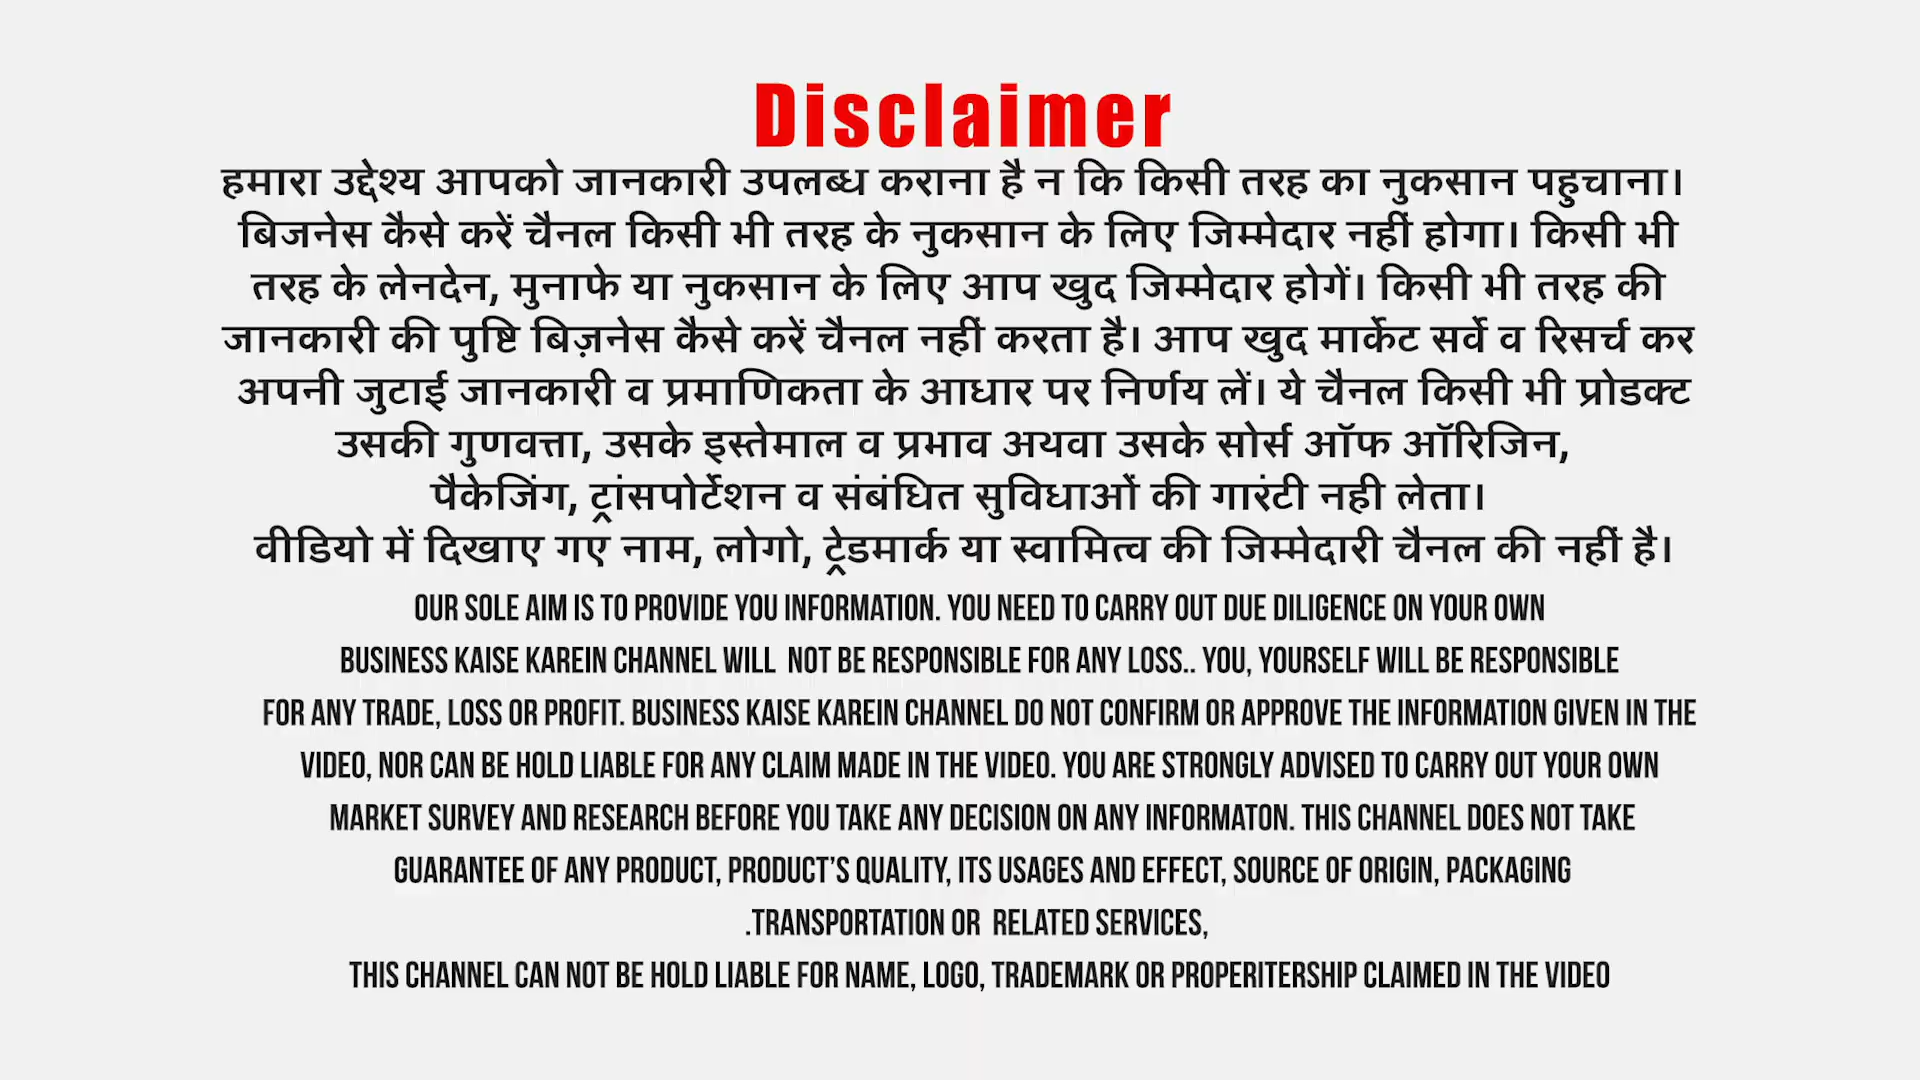 Disclaimer
हमारा उद्देश्य आपको जानकारी उपलब्ध कराना है न कि किसी तरह का नुकसान पहुचाना।
बिजनेस कैसे करें चैनल किसी भी तरह के नुकसान के लिए जिम्मेदार नहीं होगा। किसी भी
तरह के लेनदेन, मुनाफे या नुकसान के लिए आप खुद जिम्मेदार होगें। किसी भी तरह की
जानकारी की पुष्टि बिज़नेस कैसे करें चैनल नहीं करता है। आप खुद मार्केट सर्वे व रिसर्च कर
अपनी जुटाई जानकारी व प्रमाणिकता के आधार पर निर्णय लें। ये चैनल किसी भी प्रोडक्ट
उसकी गुणवत्ता, उसके इस्तेमाल व प्रभाव अथवा उसके सोर्स ऑफ ऑरिजिन,
पैकेजिंग, ट्रांसपोर्टेशन व संबंधित सुविधाओं की गारंटी नही लेता।
वीडियो में दिखाए गए नाम, लोगो, ट्रेडमार्क या स्वामित्व की जिम्मेदारी चैनल की नहीं है।
OUR SOLE AIM IS TO PROVIDE YOU INFORMATION. YOU NEED TO CARRY OUT DUE DILIGENCE ON YOUR OWN
BUSINESS KAISE KAREIN CHANNEL WILL  NOT BE RESPONSIBLE FOR ANY LOSS.. YOU, YOURSELF WILL BE RESPONSIBLE
FOR ANY TRADE, LOSS OR PROFIT. BUSINESS KAISE KAREIN CHANNEL DO NOT CONFIRM OR APPROVE THE INFORMATION GIVEN IN THE
VIDEO, NOR CAN BE HOLD LIABLE FOR ANY CLAIM MADE IN THE VIDEO. YOU ARE STRONGLY ADVISED TO CARRY OUT YOUR OWN
MARKET SURVEY AND RESEARCH BEFORE YOU TAKE ANY DECISION ON ANY INFORMATON. THIS CHANNEL DOES NOT TAKE
GUARANTEE OF ANY PRODUCT, PRODUCT’S QUALITY, ITS USAGES AND EFFECT, SOURCE OF ORIGIN, PACKAGING
.TRANSPORTATION OR  RELATED SERVICES,
THIS CHANNEL CAN NOT BE HOLD LIABLE FOR NAME, LOGO, TRADEMARK OR PROPERITERSHIP CLAIMED IN THE VIDEO